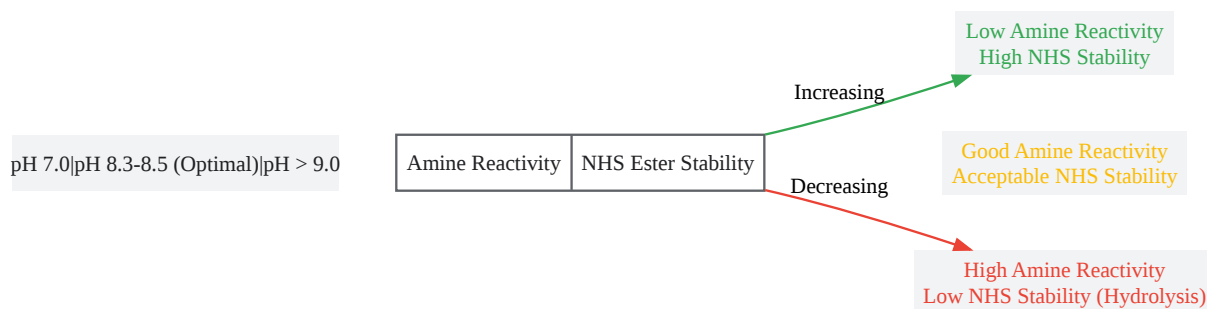 pH 7.0|pH 8.3-8.5 (Optimal)|pH > 9.0
Amine Reactivity
NHS Ester Stability
Increasing
Decreasing
Low Amine Reactivity
High NHS Stability
Good Amine Reactivity
Acceptable NHS Stability
High Amine Reactivity
Low NHS Stability (Hydrolysis)